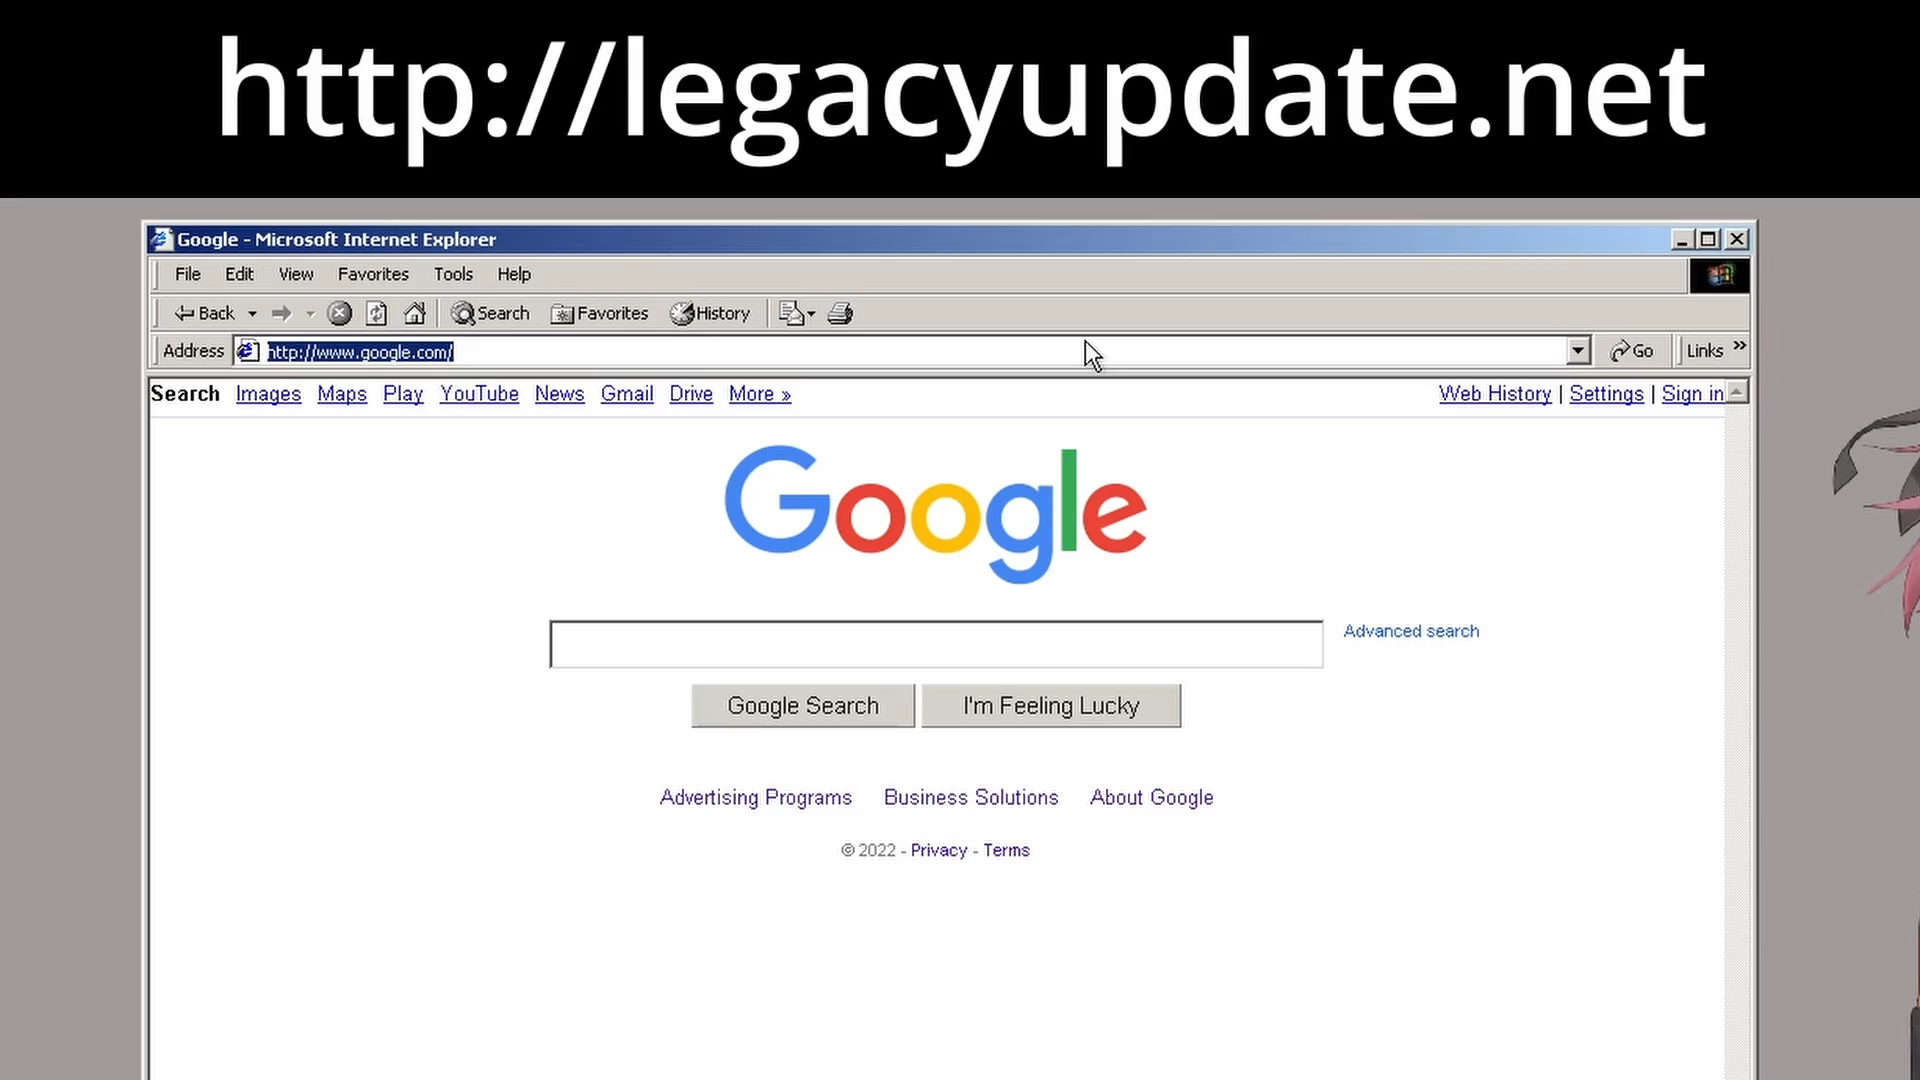 http://legacyupdate.net
Google - Microsoft Internet Explorer
File Edit View Favorites Tools Help
Back Search Favorites History
Address http://www.google.com/ Go Links »
Search Images Maps Play YouTube News Gmail Drive More » Web History | Settings | Sign in
Google
Advanced search
Google Search I'm Feeling Lucky
Advertising Programs Business Solutions About Google
© 2022 - Privacy - Terms